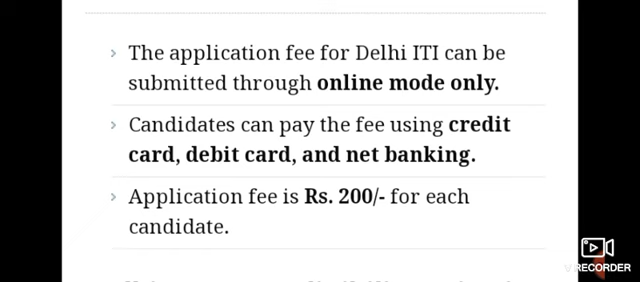 The application fee for Delhi ITI can be
submitted through online mode only.
Candidates can pay the fee using credit
card, debit card, and net banking.
Application fee is Rs. 200/- for each
candidate.
V RECORDER